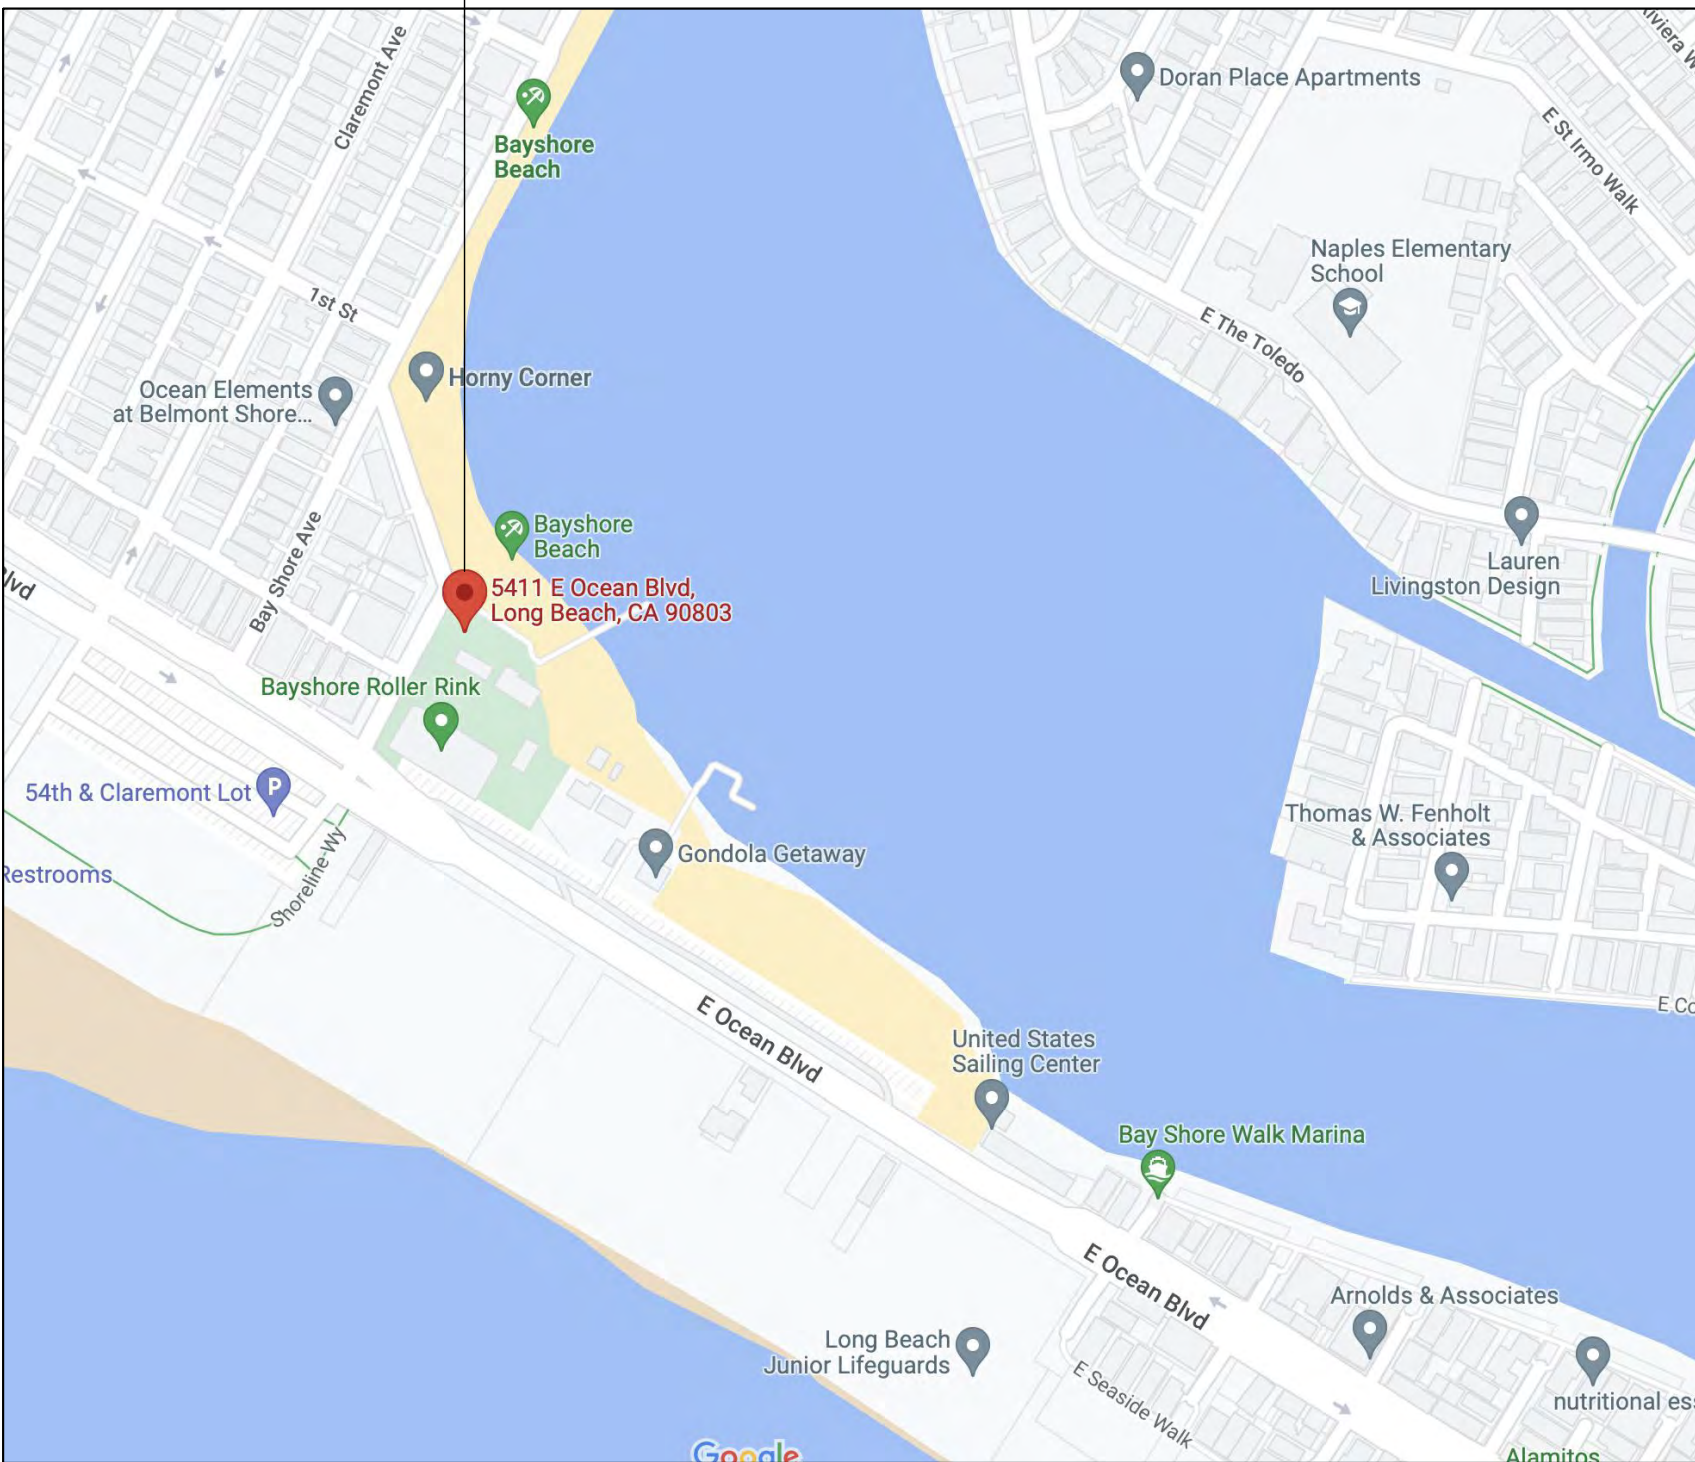 Claremont Ave
Doran Place Apartments
Bayshore
Beach
E St Irmo Walk
Naples Elementary
School
1st St
E The Toledo
Horny Corner
Ocean Elements
at Belmont Shore...
Bayshore
Beach
Bay Shore Ave
Lauren
Livingston Design
5411 E Ocean Blvd,
Long Beach, CA 90803
Bayshore Roller Rink
P
54th & Claremont Lot
Thomas W. Fenholt
& Associates
Gondola Getaway
Restrooms
Shoreline Wy
E Ocean Blvd
United States
Sailing Center
Bay Shore Walk Marina
E Ocean Blvd
Arnolds & Associates
Long Beach
Junior Lifeguards
E Seaside Walk
nutritional
Google
Alamitos